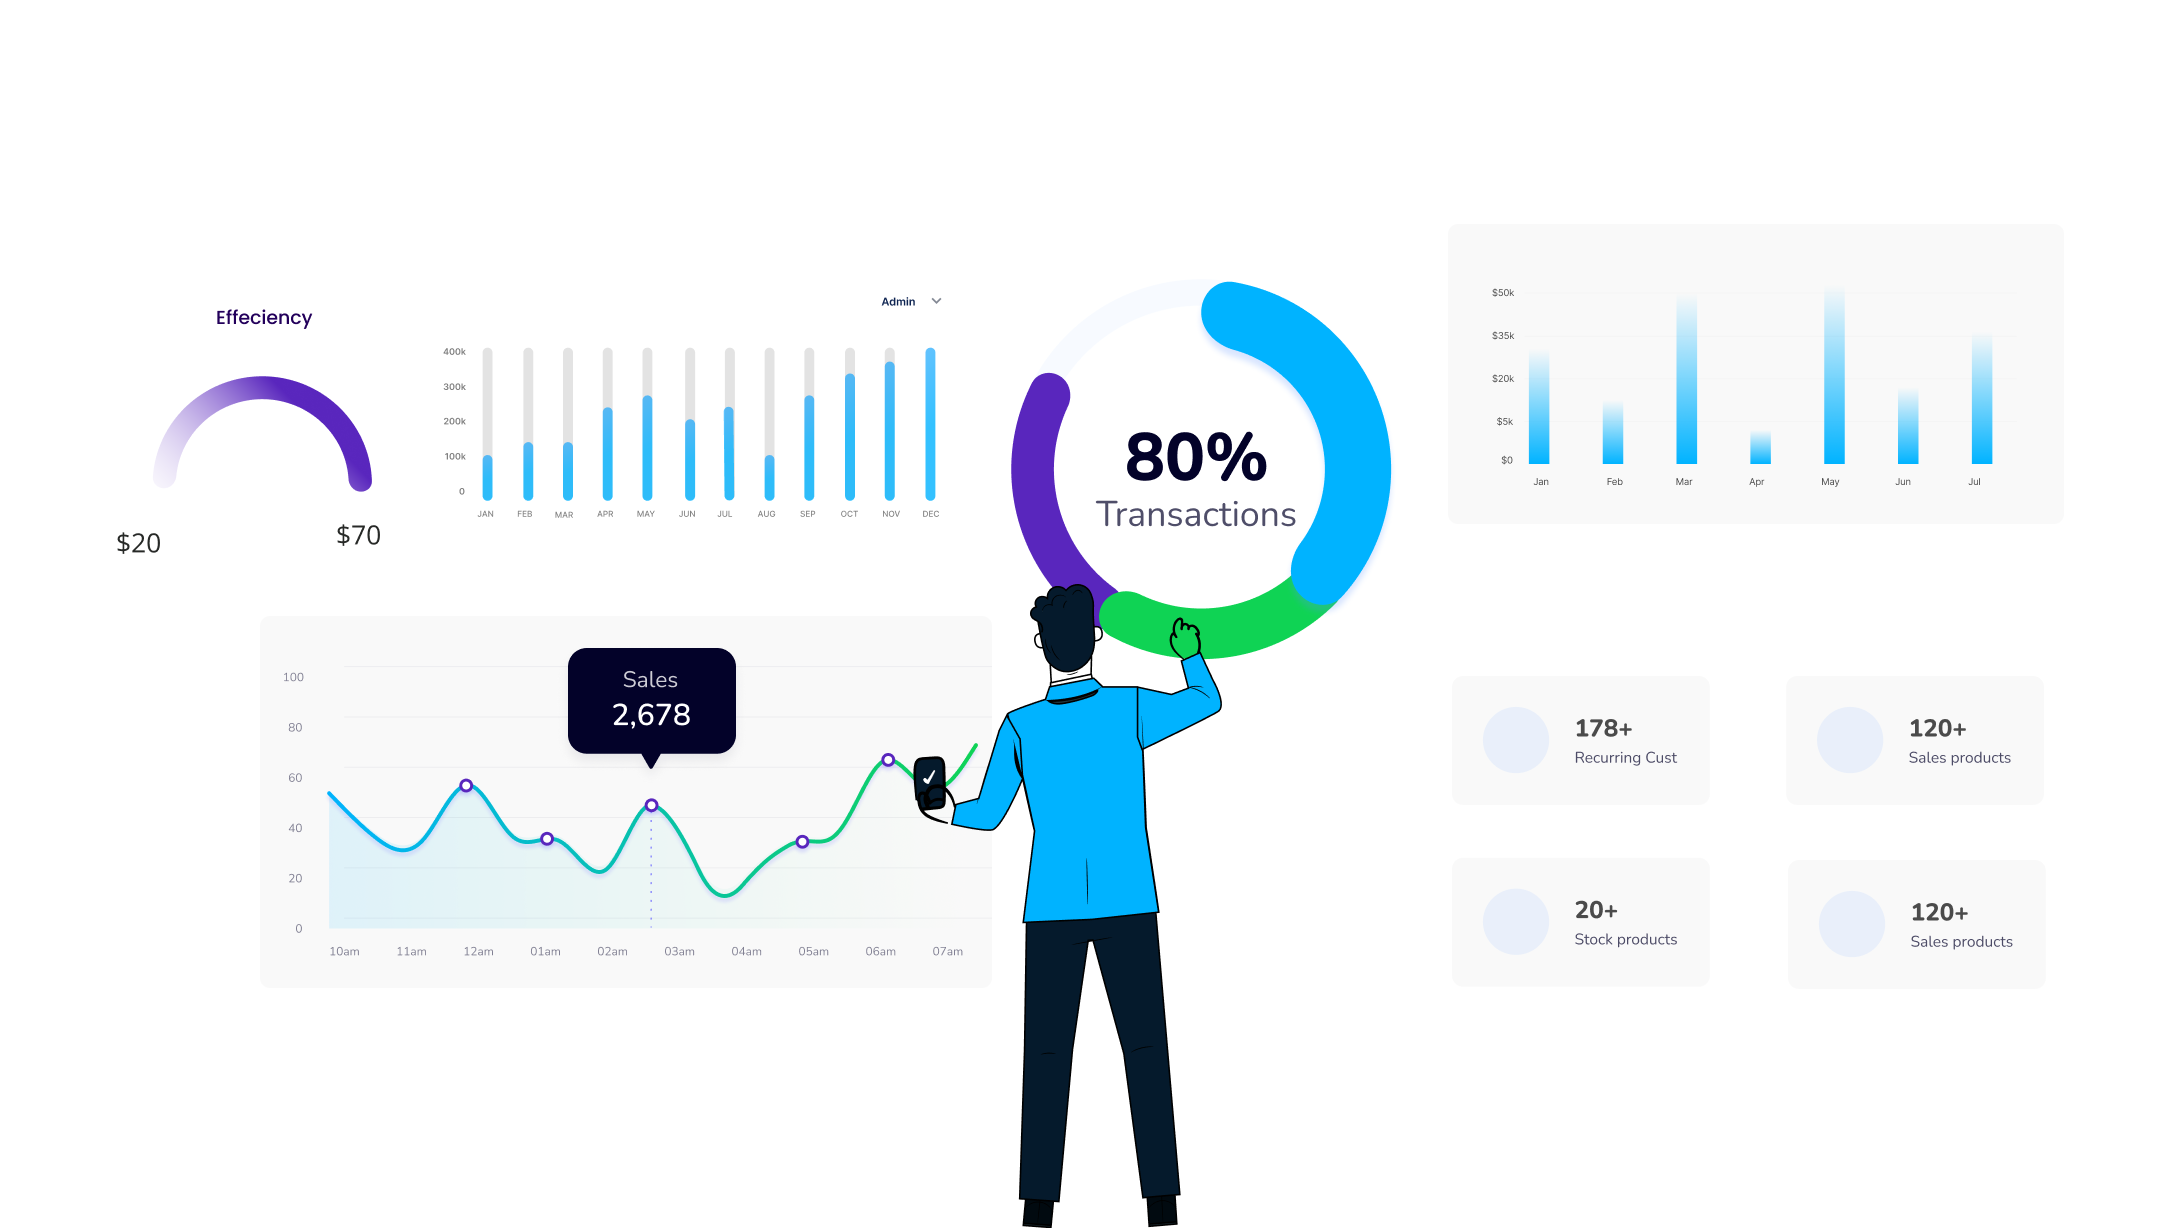 Effeciency
$20
$70
Admin
400k
300k
200k
100k
0
JAN FEB MAR APR MAY JUN JUL AUG SEP OCT NOV DEC
80%
Transactions
$50k
$35k
$20k
$5k
$0
Jan Feb Mar Apr May Jun Jul
Sales
2,678
100
80
60
40
20
0
10am 11am 12am 01am 02am 03am 04am 05am 06am 07am
178+
Recurring Cust
120+
Sales products
20+
Stock products
120+
Sales products